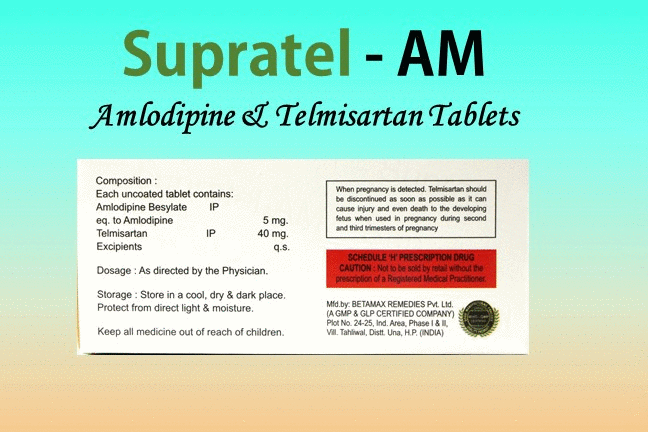 Supratel - AM
Amlodipine & Telmisartan Tablets
Composition :
Each uncoated tablet contains:
Amlodipine Besylate IP
eq. to Amlodipine 5 mg.
Telmisartan IP 40 mg.
Excipients q.s.
Dosage : As directed by the Physician.
Storage : Store in a cool, dry & dark place.
Protect from direct light & moisture.
Keep all medicine out of reach of children.
When pregnancy is detected. Telmisartan should
be discontinued as soon as possible as it can
cause injury and even death to the developing
fetus when used in pregnancy during second
and third trimesters of pregnancy
SCHEDULE 'H' PRESCRIPTION DRUG
CAUTION : Not to be sold by retail without the
prescription of a Registered Medical Practitioner.
Mfd.by: BETAMAX REMEDIES Pvt. Ltd.
(A GMP & GLP CERTIFIED COMPANY)
Plot No. 24-25, Ind. Area, Phase I & II,
Vill. Tahliwal, Distt. Una, H.P. (INDIA)